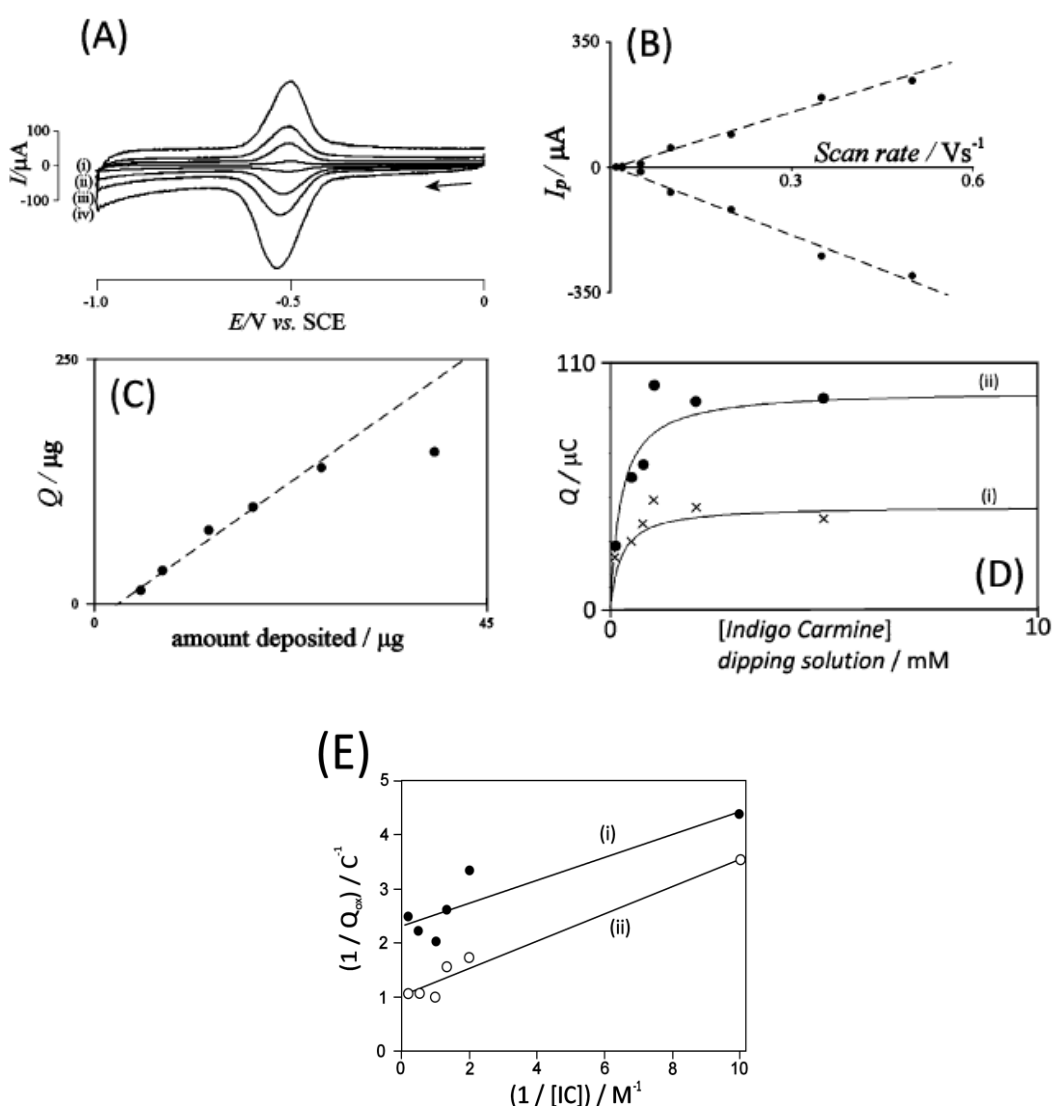 (A)
I/µA
100
0
-100
(i)
(ii)
(iii)
(iv)
-1.0
-0.5
0
E/V vs. SCE
(B)
350
0
-350
I_p / µA
Scan rate / Vs⁻¹
0.3
0.6
(C)
250
0
Q / µg
0
45
amount deposited / µg
110
0
Q / µC
(ii)
(i)
(D)
0
10
[Indigo Carmine]
dipping solution / mM
(E)
5
4
3
2
1
0
(1 / Q_ox) / C⁻¹
(i)
(ii)
0
2
4
6
8
10
(1 / [IC]) / M⁻¹